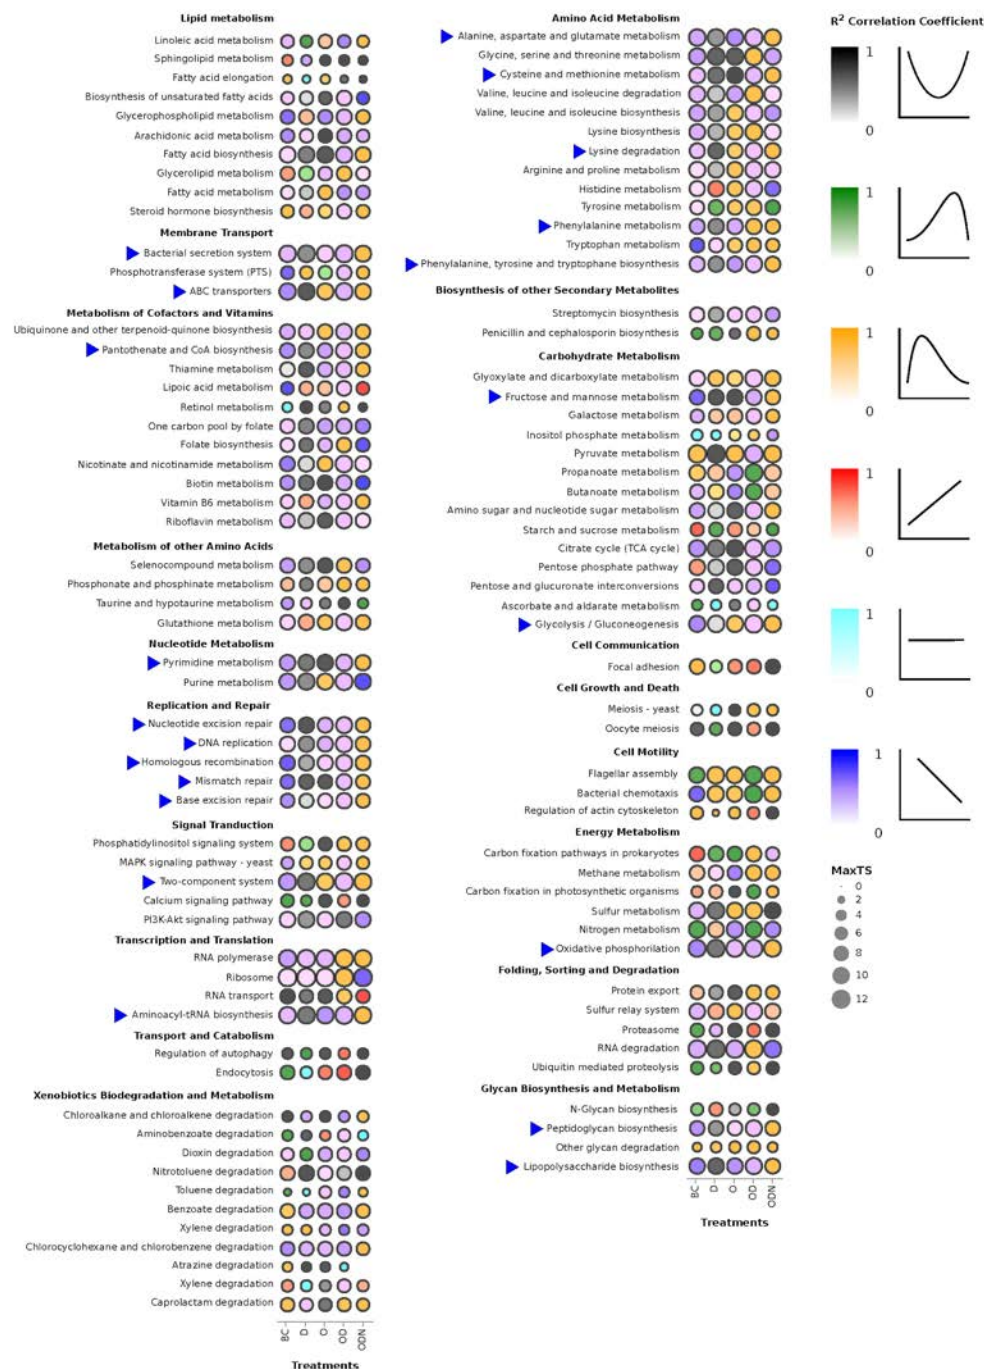 Lipid metabolism
Linoleic acid metabolism
Sphingolipid metabolism
Fatty acid elongation
Biosynthesis of unsaturated fatty acids
Glycerophospholipid metabolism
Arachidonic acid metabolism
Fatty acid biosynthesis
Glycerolipid metabolism
Fatty acid metabolism
Steroid hormone biosynthesis
Membrane Transport
Bacterial secretion system
Phosphotransferase system (PTS)
ABC transporters
Metabolism of Cofactors and Vitamins
Ubiquinone and other terpenoid-quinone biosynthesis
Pantothenate and CoA biosynthesis
Thiamine metabolism
Lipoic acid metabolism
Retinol metabolism
One carbon pool by folate
Folate biosynthesis
Nicotinate and nicotinamide metabolism
Biotin metabolism
Vitamin B6 metabolism
Riboflavin metabolism
Metabolism of other Amino Acids
Selenocompound metabolism
Phosphonate and phosphinate metabolism
Taurine and hypotaurine metabolism
Glutathione metabolism
Nucleotide Metabolism
Pyrimidine metabolism
Purine metabolism
Replication and Repair
Nucleotide excision repair
DNA replication
Homologous recombination
Mismatch repair
Base excision repair
Signal Tranduction
Phosphatidylinositol signaling system
MAPK signaling pathway - yeast
Two-component system
Calcium signaling pathway
PI3K-Akt signaling pathway
Transcription and Translation
RNA polymerase
Ribosome
RNA transport
Aminoacyl-tRNA biosynthesis
Transport and Catabolism
Regulation of autophagy
Endocytosis
Xenobiotics Biodegradation and Metabolism
Chloroalkane and chloroalkene degradation
Aminobenzoate degradation
Dioxin degradation
Nitrotoluene degradation
Toluene degradation
Benzoate degradation
Xylene degradation
Chlorocyclohexane and chlorobenzene degradation
Atrazine degradation
Xylene degradation
Caprolactam degradation
BC
D
O
OD
ODN
Treatments
Amino Acid Metabolism
Alanine, aspartate and glutamate metabolism
Glycine, serine and threonine metabolism
Cysteine and methionine metabolism
Valine, leucine and isoleucine degradation
Valine, leucine and isoleucine biosynthesis
Lysine biosynthesis
Lysine degradation
Arginine and proline metabolism
Histidine metabolism
Tyrosine metabolism
Phenylalanine metabolism
Tryptophan metabolism
Phenylalanine, tyrosine and tryptophane biosynthesis
Biosynthesis of other Secondary Metabolites
Streptomycin biosynthesis
Penicillin and cephalosporin biosynthesis
Carbohydrate Metabolism
Glyoxylate and dicarboxylate metabolism
Fructose and mannose metabolism
Galactose metabolism
Inositol phosphate metabolism
Pyruvate metabolism
Propanoate metabolism
Butanoate metabolism
Amino sugar and nucleotide sugar metabolism
Starch and sucrose metabolism
Citrate cycle (TCA cycle)
Pentose phosphate pathway
Pentose and glucuronate interconversions
Ascorbate and aldarate metabolism
Glycolysis / Gluconeogenesis
Cell Communication
Focal adhesion
Cell Growth and Death
Meiosis - yeast
Oocyte meiosis
Cell Motility
Flagellar assembly
Bacterial chemotaxis
Regulation of actin cytoskeleton
Energy Metabolism
Carbon fixation pathways in prokaryotes
Methane metabolism
Carbon fixation in photosynthetic organisms
Sulfur metabolism
Nitrogen metabolism
Oxidative phosphorilation
Folding, Sorting and Degradation
Protein export
Sulfur relay system
Proteasome
RNA degradation
Ubiquitin mediated proteolysis
Glycan Biosynthesis and Metabolism
N-Glycan biosynthesis
Peptidoglycan biosynthesis
Other glycan degradation
Lipopolysaccharide biosynthesis
BC
D
O
OD
ODN
Treatments
R² Correlation Coefficient
1
0
1
0
1
0
1
0
1
0
1
0
MaxTS
0
2
4
6
8
10
12